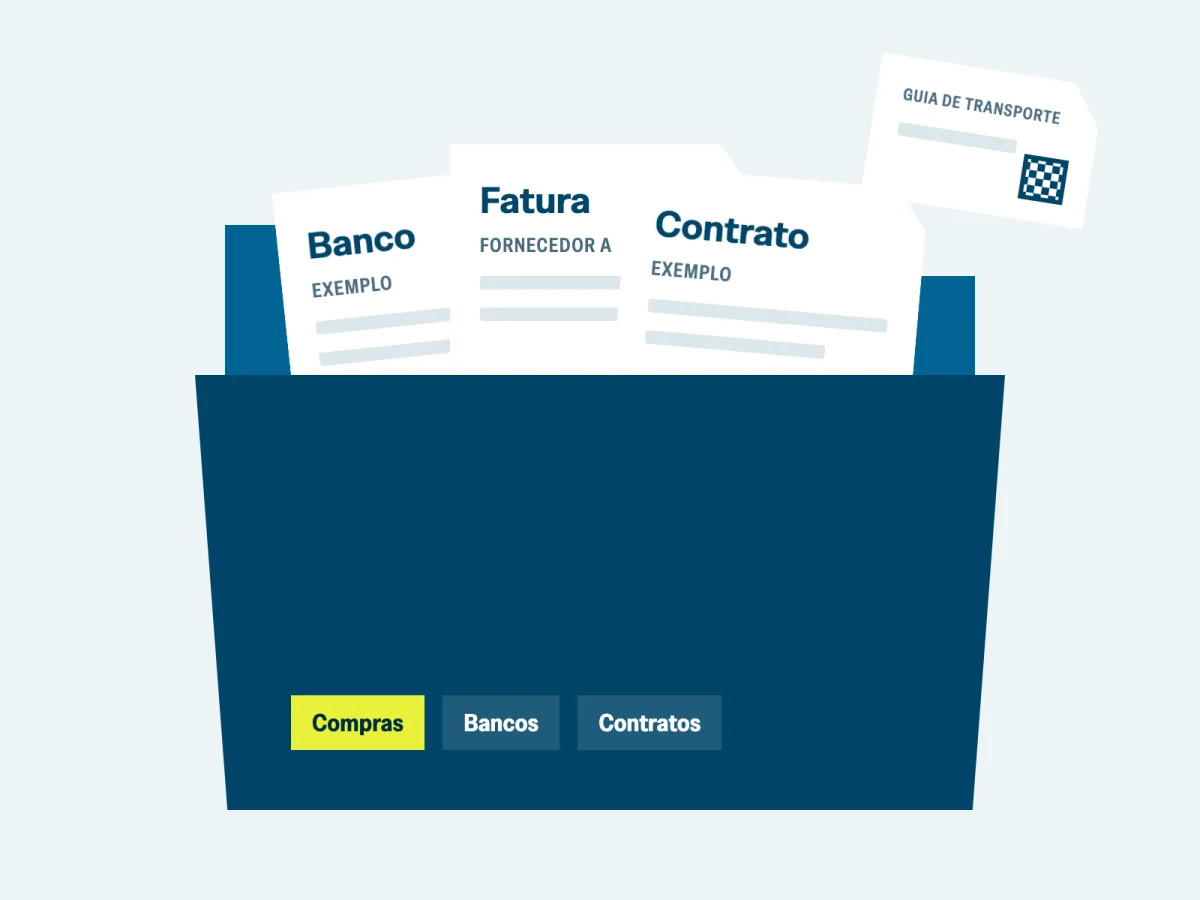 GUIA DE TRANSPORTE
Banco
EXEMPLO
Fatura
FORNECEDOR A
Contrato
EXEMPLO
Compras
Bancos
Contratos